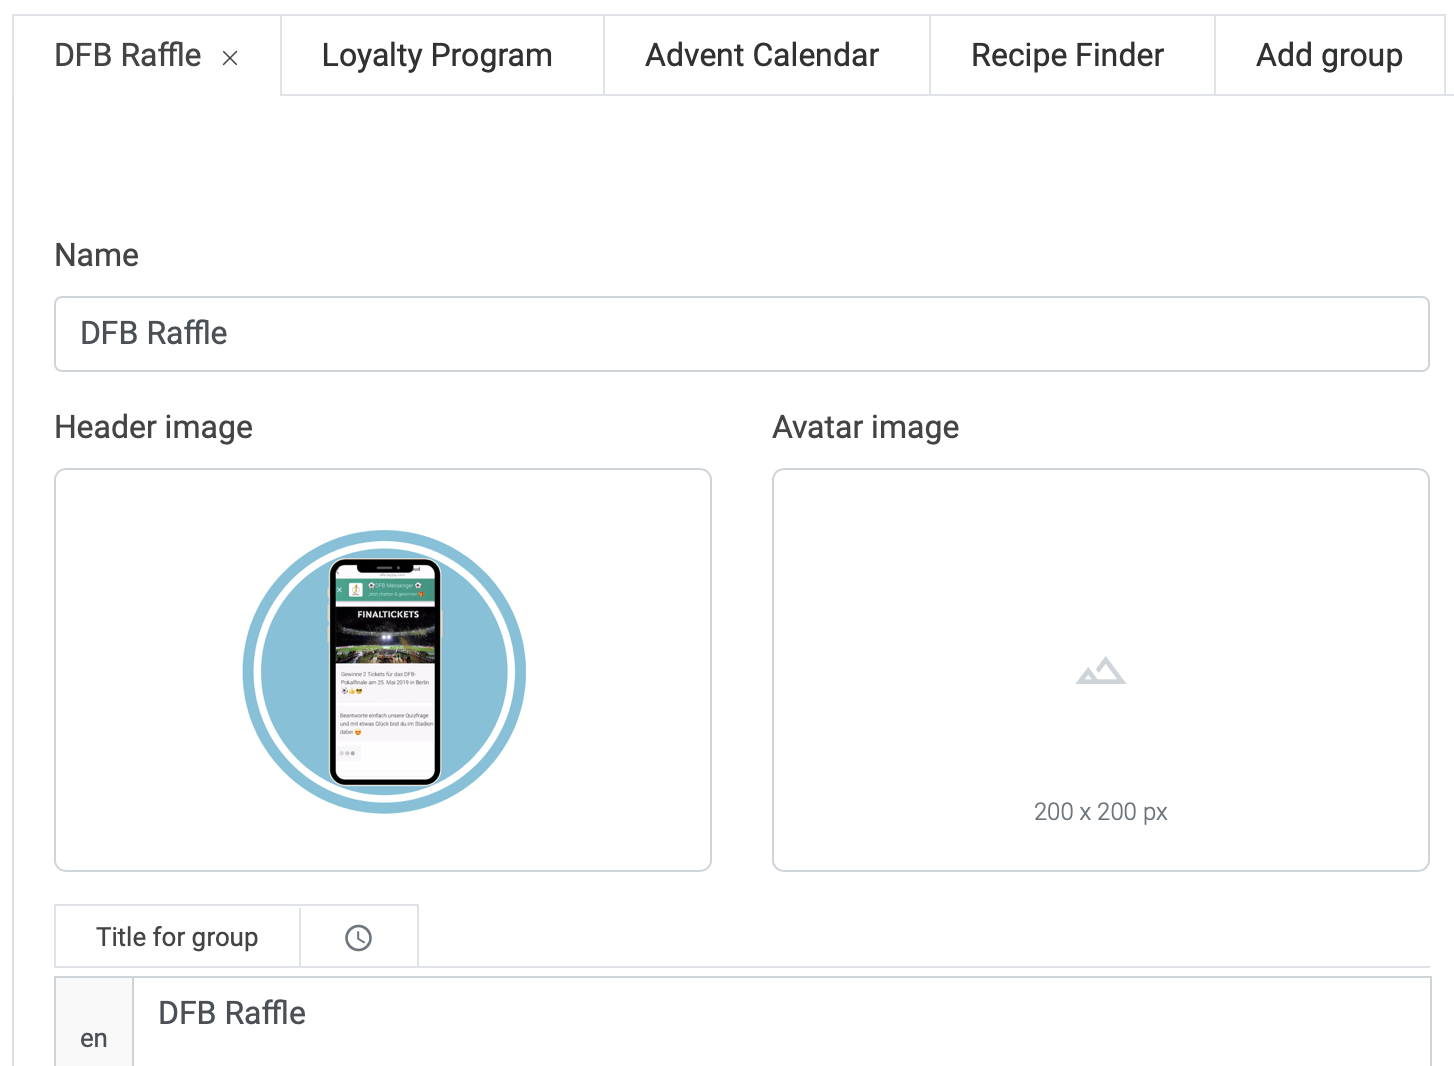 DFB Raffle
Loyalty Program
Advent Calendar
Recipe Finder
Add group
Name
DFB Raffle
Header image
Avatar image
DFB Messenger
Jetzt chatten & gewinnen
FINALTICKETS
Gewinne 2 Tickets für das DFB-
Pokalfinale am 25. Mai 2019 in Berlin
Beantworte einfach unsere Quizfrage
und mit etwas Glück bist du im Stadion
dabei
200 x 200 px
Title for group
en
DFB Raffle